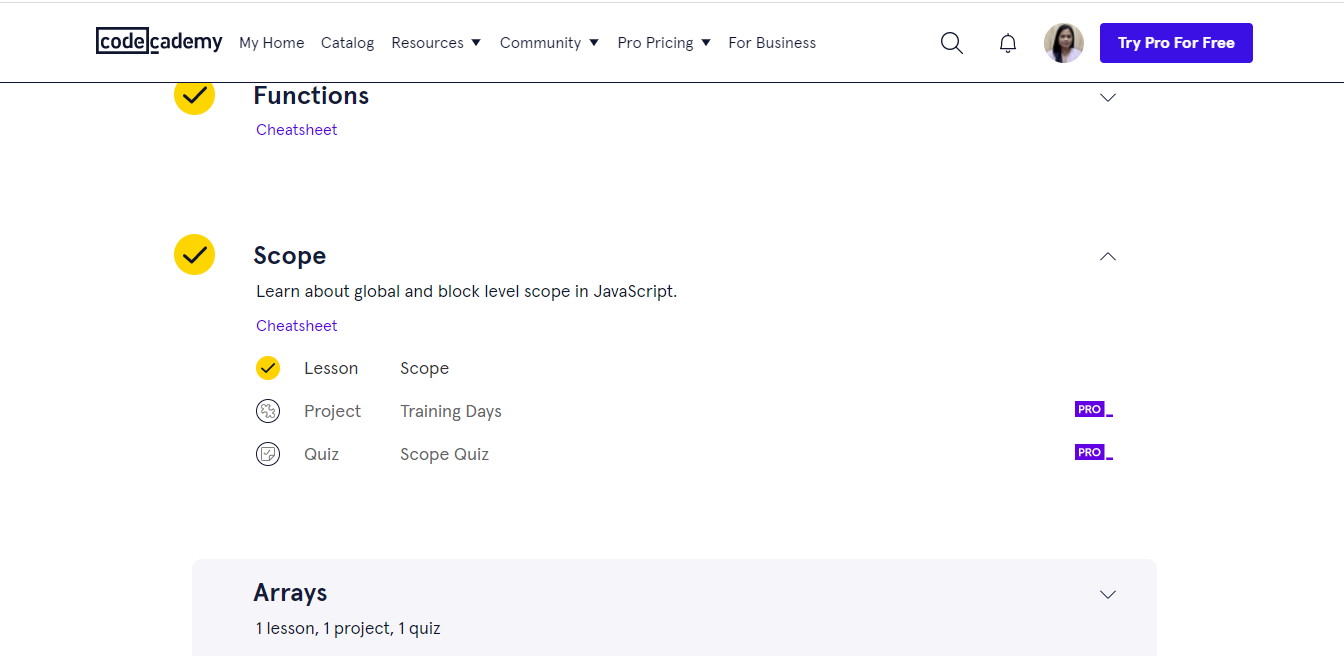 codecademy My Home Catalog Resources Community Pro Pricing For Business Try Pro For Free
Functions
Cheatsheet
Scope
Learn about global and block level scope in JavaScript.
Cheatsheet
Lesson Scope
Project Training Days PRO
Quiz Scope Quiz PRO
Arrays
1 lesson, 1 project, 1 quiz